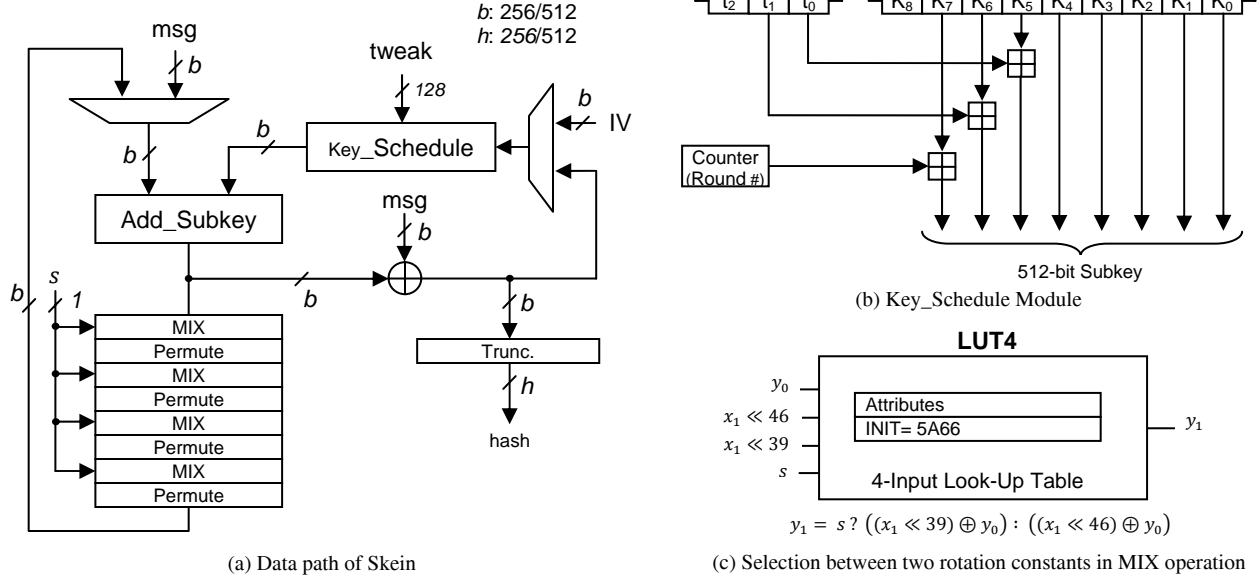 b: 256/512
h: 256/512
msg
b
tweak
128
b
IV
b
b
Key_Schedule
Add_Subkey
msg
b
b
s
1
b
b
MIX
Permute
MIX
Permute
MIX
Permute
MIX
Permute
Trunc.
h
hash
(a) Data path of Skein
t2 t1 t0 K8 K7 K6 K5 K4 K3 K2 K1 K0
Counter
(Round #)
512-bit Subkey
(b) Key_Schedule Module
LUT4
y₀
x₁ ≪ 46
x₁ ≪ 39
s
Attributes
INIT= 5A66
4-Input Look-Up Table
y₁
y₁ = s ? ((x₁ ≪ 39) ⊕ y₀) : ((x₁ ≪ 46) ⊕ y₀)
(c) Selection between two rotation constants in MIX operation